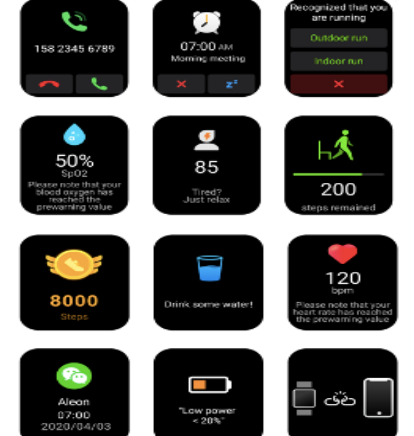 158 2345 6789
07:00 AM
Morning meeting
zᶻ
Recognized that you
are running
Outdoor run
Indoor run
50%
SpO2
Please note that your
blood oxygen has
reached the
prewarning value
85
Tired?
Just relax
200
steps remained
8000
Steps
Drink some water!
120
bpm
Please note that your
heart rate has reached
the prewarning value
Aleon
07:00
2020/04/03
"Low power
< 20%"